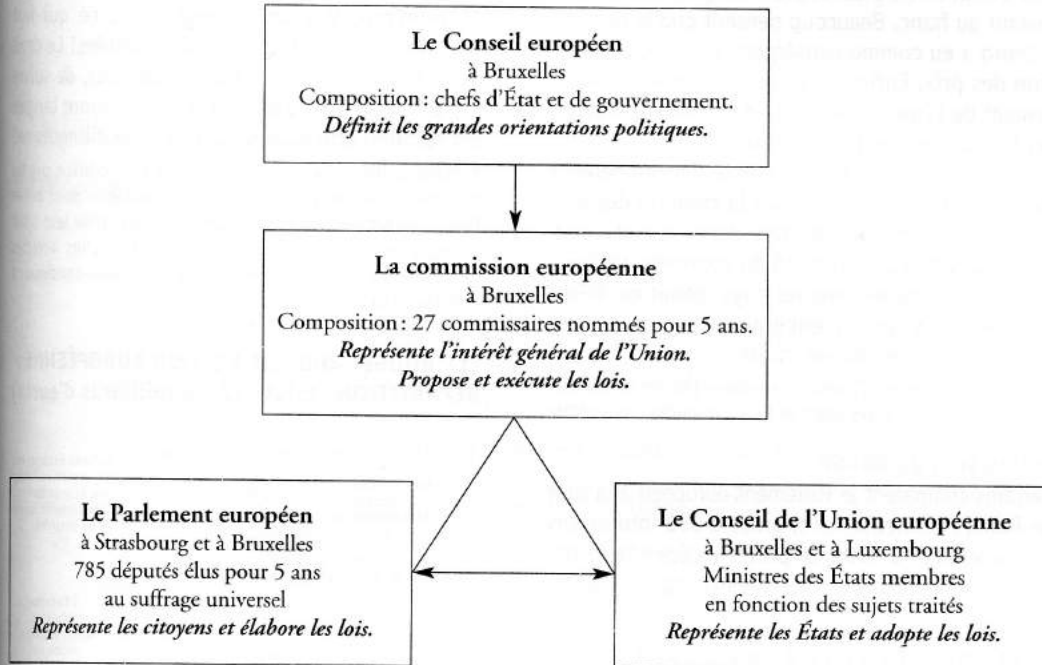 Le Conseil européen
à Bruxelles
Composition : chefs d'État et de gouvernement.
Définit les grandes orientations politiques.
La commission européenne
à Bruxelles
Composition : 27 commissaires nommés pour 5 ans.
Représente l'intérêt général de l'Union.
Propose et exécute les lois.
Le Parlement européen
à Strasbourg et à Bruxelles
785 députés élus pour 5 ans
au suffrage universel
Représente les citoyens et élabore les lois.
Le Conseil de l'Union européenne
à Bruxelles et à Luxembourg
Ministres des États membres
en fonction des sujets traités
Représente les États et adopte les lois.